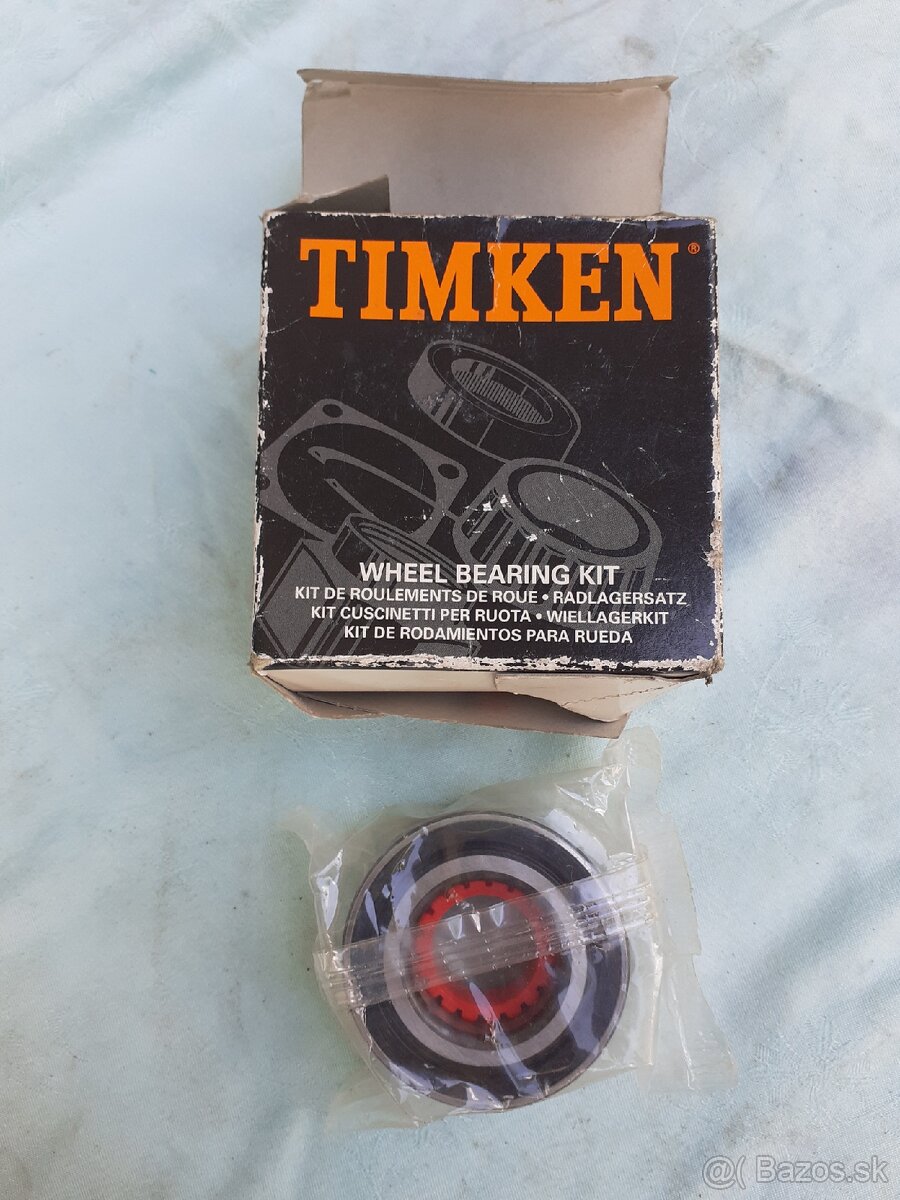 TIMKEN®
WHEEL BEARING KIT
KIT DE ROULEMENTS DE ROUE • RADLAGERSATZ
KIT CUSCINETTI PER RUOTA • WIELLAGERKIT
KIT DE RODAMIENTOS PARA RUEDA
@( Bazos.sk